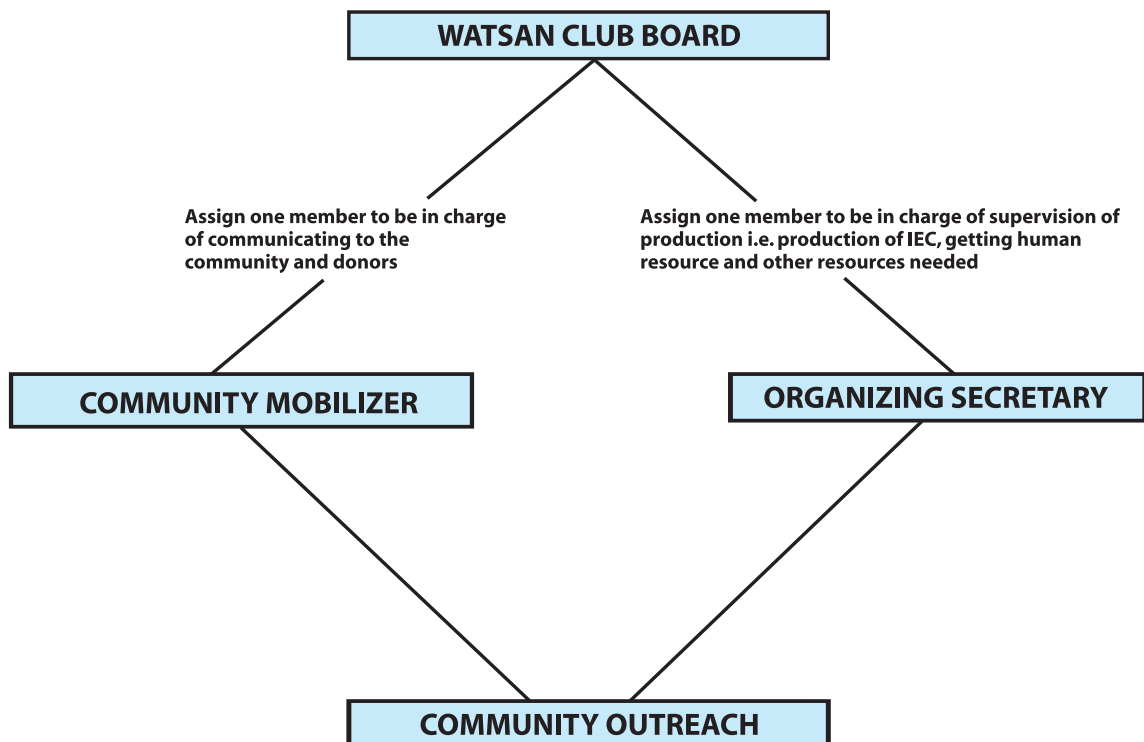 WATSAN CLUB BOARD
Assign one member to be in charge
of communicating to the
community and donors
Assign one member to be in charge of supervision of
production i.e. production of IEC, getting human
resource and other resources needed
COMMUNITY MOBILIZER
ORGANIZING SECRETARY
COMMUNITY OUTREACH